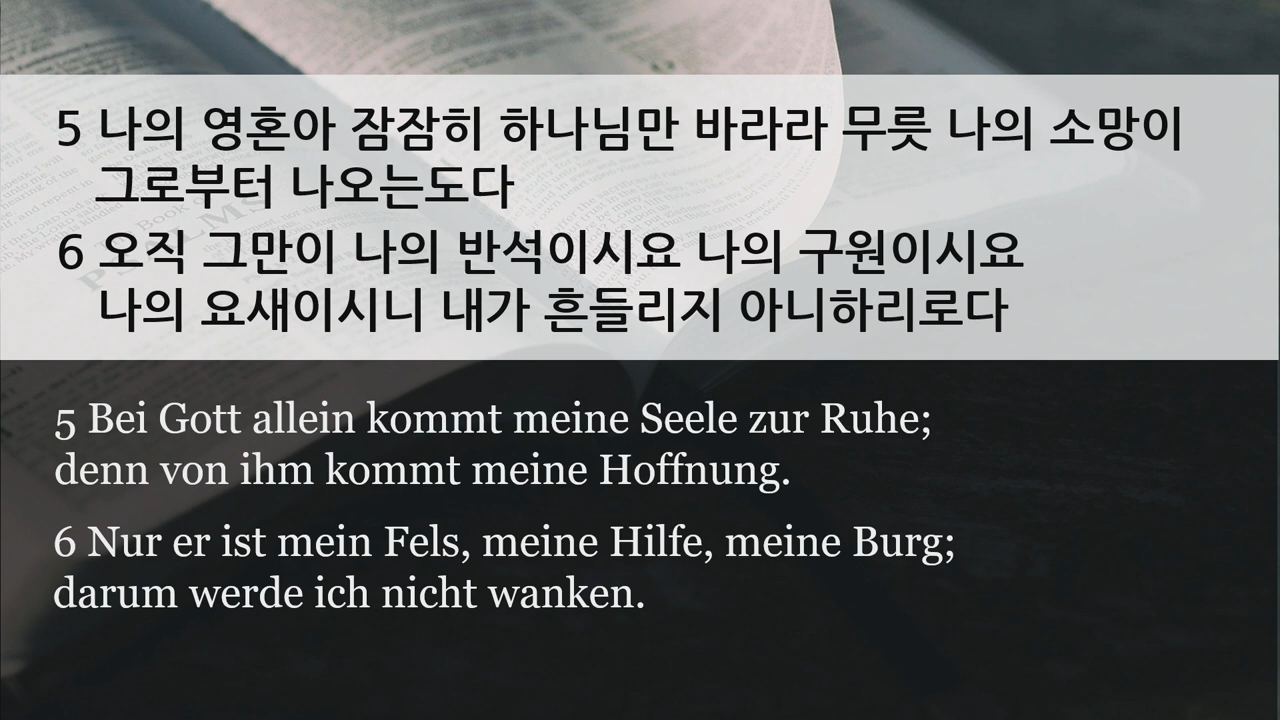 5 나의 영혼아 잠잠히 하나님만 바라라 무릇 나의 소망이
그로부터 나오는도다
6 오직 그만이 나의 반석이시요 나의 구원이시요
나의 요새이시니 내가 흔들리지 아니하리로다
5 Bei Gott allein kommt meine Seele zur Ruhe;
denn von ihm kommt meine Hoffnung.
6 Nur er ist mein Fels, meine Hilfe, meine Burg;
darum werde ich nicht wanken.